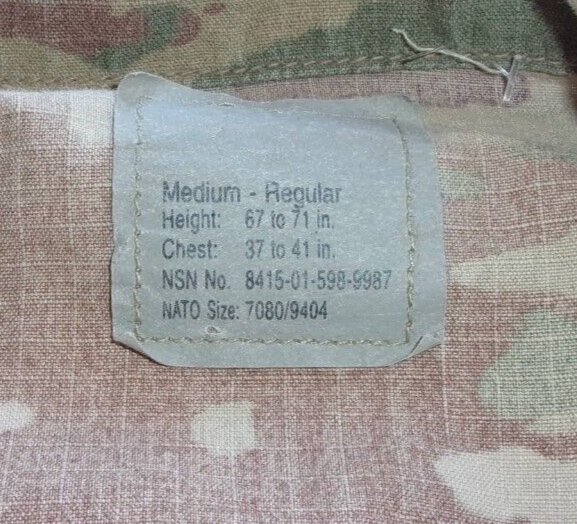 Medium - Regular
Height: 67 to 71 in.
Chest: 37 to 41 in.
NSN No. 8415-01-598-9987
NATO Size: 7080/9404